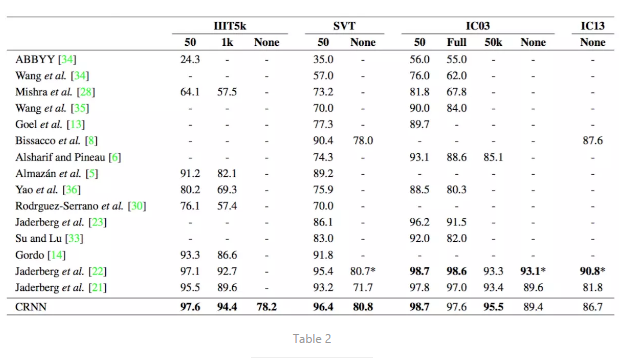 IIIT5k SVT IC03 IC13
50 1k None 50 None 50 Full 50k None None
ABBYY [34] 24.3 - - 35.0 - 56.0 55.0 - - -
Wang et al. [34] - - - 57.0 - 76.0 62.0 - - -
Mishra et al. [28] 64.1 57.5 - 73.2 - 81.8 67.8 - - -
Wang et al. [35] - - - 70.0 - 90.0 84.0 - - -
Goel et al. [13] - - - 77.3 - 89.7 - - - -
Bissacco et al. [8] - - - 90.4 78.0 - - - - 87.6
Alsharif and Pineau [6] - - - 74.3 - 93.1 88.6 85.1 - -
Almazán et al. [5] 91.2 82.1 - 89.2 - - - - - -
Yao et al. [36] 80.2 69.3 - 75.9 - 88.5 80.3 - - -
Rodrguez-Serrano et al. [30] 76.1 57.4 - 70.0 - - - - - -
Jaderberg et al. [23] - - - 86.1 - 96.2 91.5 - - -
Su and Lu [33] - - - 83.0 - 92.0 82.0 - - -
Gordo [14] 93.3 86.6 - 91.8 - - - - - -
Jaderberg et al. [22] 97.1 92.7 - 95.4 80.7* 98.7 98.6 93.3 93.1* 90.8*
Jaderberg et al. [21] 95.5 89.6 - 93.2 71.7 97.8 97.0 93.4 89.6 81.8
CRNN 97.6 94.4 78.2 96.4 80.8 98.7 97.6 95.5 89.4 86.7
Table 2